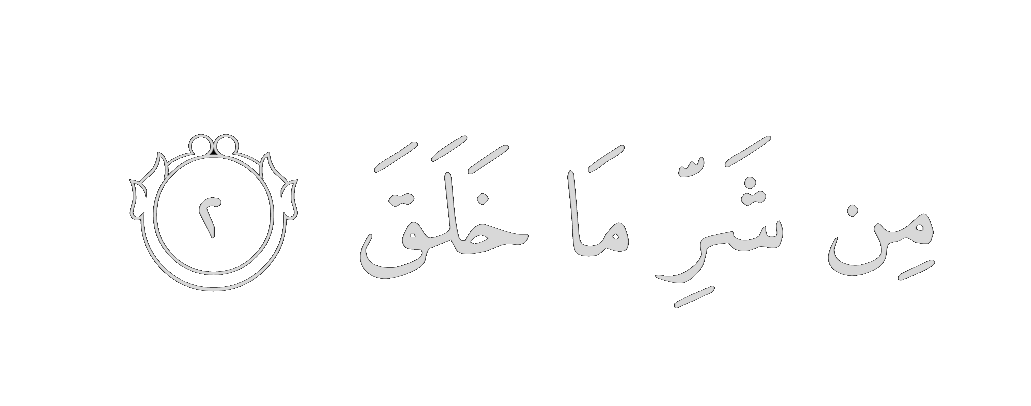 مِن شَرِّ مَا خَلَقَ ٢